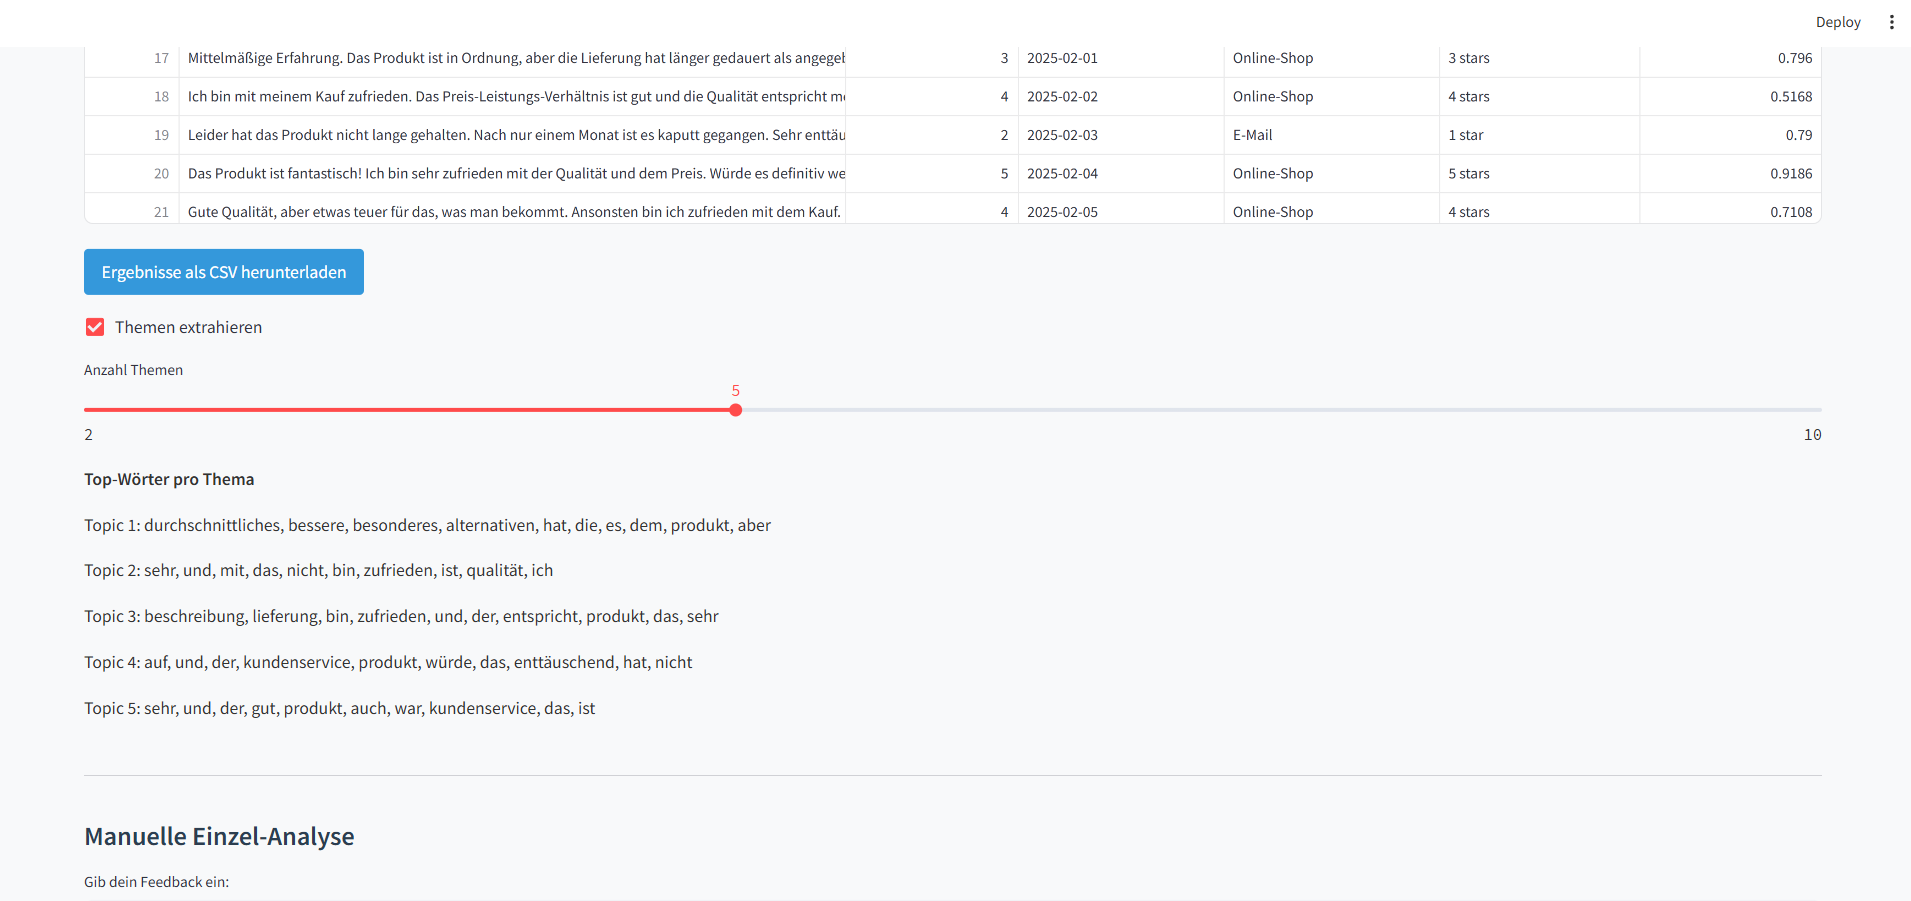 Deploy
17 Mittelmäßige Erfahrung. Das Produkt ist in Ordnung, aber die Lieferung hat länger gedauert als angegeb 3 2025-02-01 Online-Shop 3 stars 0.796
18 Ich bin mit meinem Kauf zufrieden. Das Preis-Leistungs-Verhältnis ist gut und die Qualität entspricht me 4 2025-02-02 Online-Shop 4 stars 0.5168
19 Leider hat das Produkt nicht lange gehalten. Nach nur einem Monat ist es kaputt gegangen. Sehr enttäu 2 2025-02-03 E-Mail 1 star 0.79
20 Das Produkt ist fantastisch! Ich bin sehr zufrieden mit der Qualität und dem Preis. Würde es definitiv we 5 2025-02-04 Online-Shop 5 stars 0.9186
21 Gute Qualität, aber etwas teuer für das, was man bekommt. Ansonsten bin ich zufrieden mit dem Kauf. 4 2025-02-05 Online-Shop 4 stars 0.7108
Ergebnisse als CSV herunterladen
Themen extrahieren
Anzahl Themen
5
2 10
Top-Wörter pro Thema
Topic 1: durchschnittliches, bessere, besonderes, alternativen, hat, die, es, dem, produkt, aber
Topic 2: sehr, und, mit, das, nicht, bin, zufrieden, ist, qualität, ich
Topic 3: beschreibung, lieferung, bin, zufrieden, und, der, entspricht, produkt, das, sehr
Topic 4: auf, und, der, kundenservice, produkt, würde, das, enttäuschend, hat, nicht
Topic 5: sehr, und, der, gut, produkt, auch, war, kundenservice, das, ist
Manuelle Einzel-Analyse
Gib dein Feedback ein: